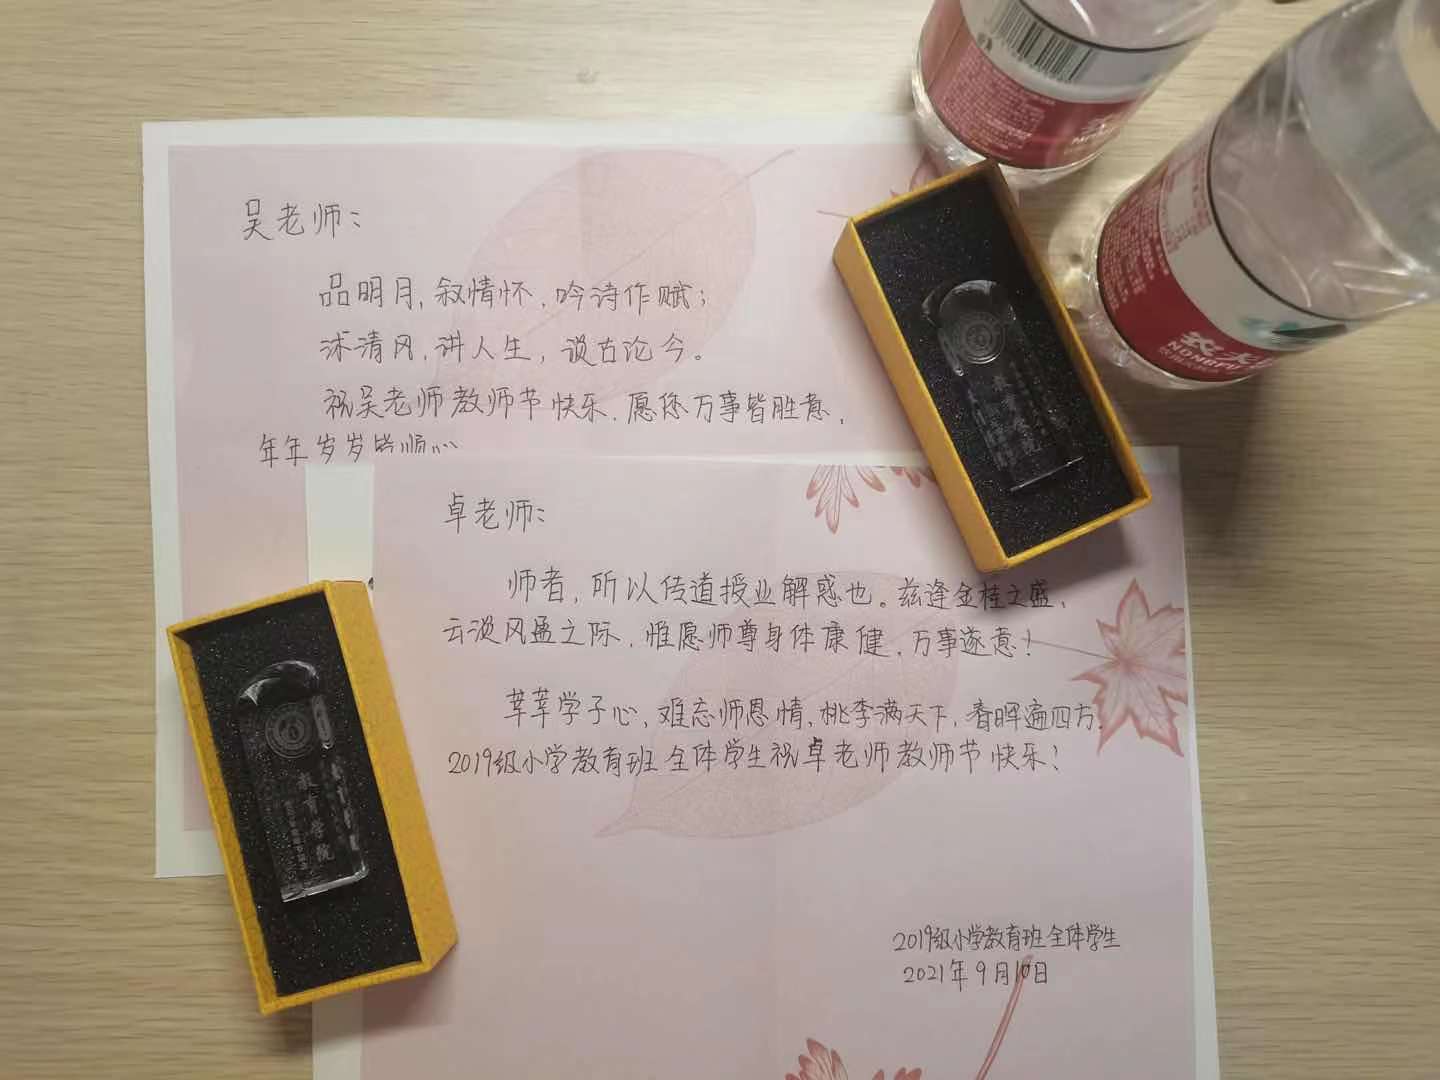 吴老师：
品明月，叙情怀，吟诗作赋；
沐清风，讲人生，谈古论今。
祝吴老师教师节快乐，愿您万事皆胜意，
年年岁岁皆顺心
卓老师：
师者，所以传道授业解惑也。兹逢金桂之盛，
云淡风盈之际，惟愿师尊身体康健，万事遂意！
莘莘学子心，难忘师恩情，桃李满天下，春晖遍四方。
2019级小学教育班全体学生祝卓老师教师节快乐！
2019级小学教育班全体学生
2021年9月10日
教育学院
教育学院
农夫
NONGFU